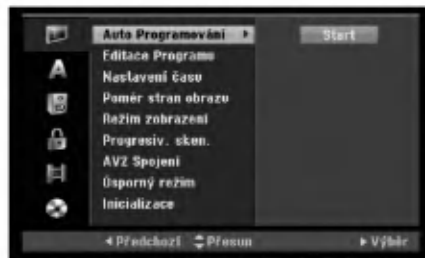 Auto Programování Start
Editace Programu
Nastavení času
Poměr stran obrazu
Režim zobrazení
Progresiv. sken.
AV2 Spojení
Úsporný režim
Inicializace
A
Předchozí Přesun Výběr